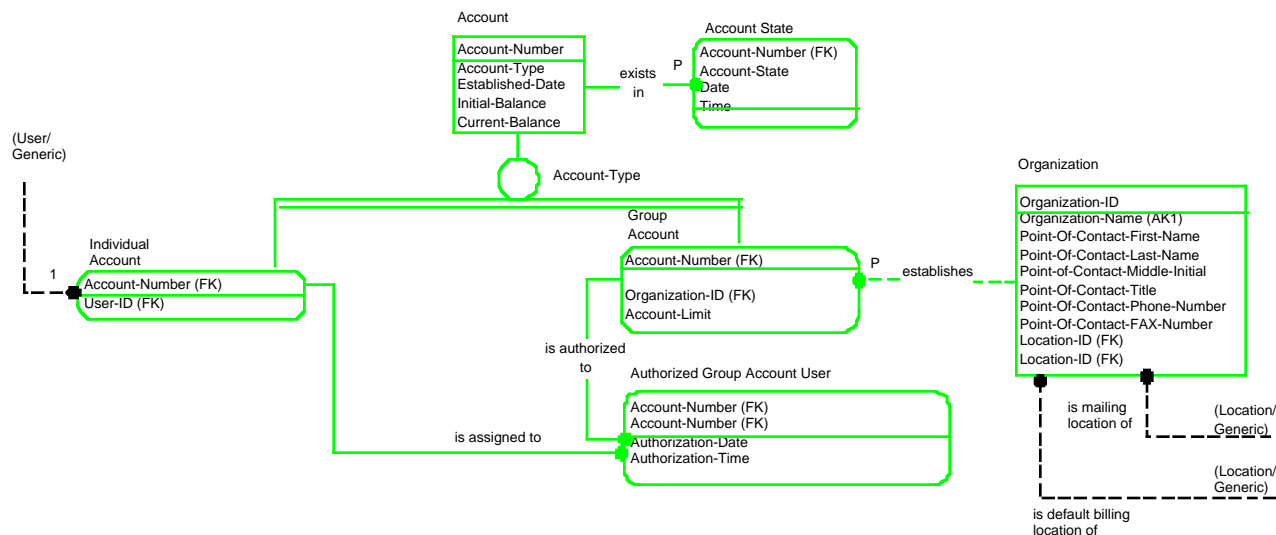 Account
Account-Number
Account-Type
Established-Date
Initial-Balance
Current-Balance
exists
in
P
Account State
Account-Number (FK)
Account-State
Date
Time
(User/
Generic)
1
Account-Type
Individual
Account
Account-Number (FK)
User-ID (FK)
Group
Account
Account-Number (FK)
Organization-ID (FK)
Account-Limit
P
establishes
Organization
Organization-ID
Organization-Name (AK1)
Point-Of-Contact-First-Name
Point-Of-Contact-Last-Name
Point-of-Contact-Middle-Initial
Point-Of-Contact-Title
Point-Of-Contact-Phone-Number
Point-Of-Contact-FAX-Number
Location-ID (FK)
Location-ID (FK)
is authorized
to
is assigned to
Authorized Group Account User
Account-Number (FK)
Account-Number (FK)
Authorization-Date
Authorization-Time
is mailing
location of
(Location/
Generic)
(Location/
Generic)
is default billing
location of